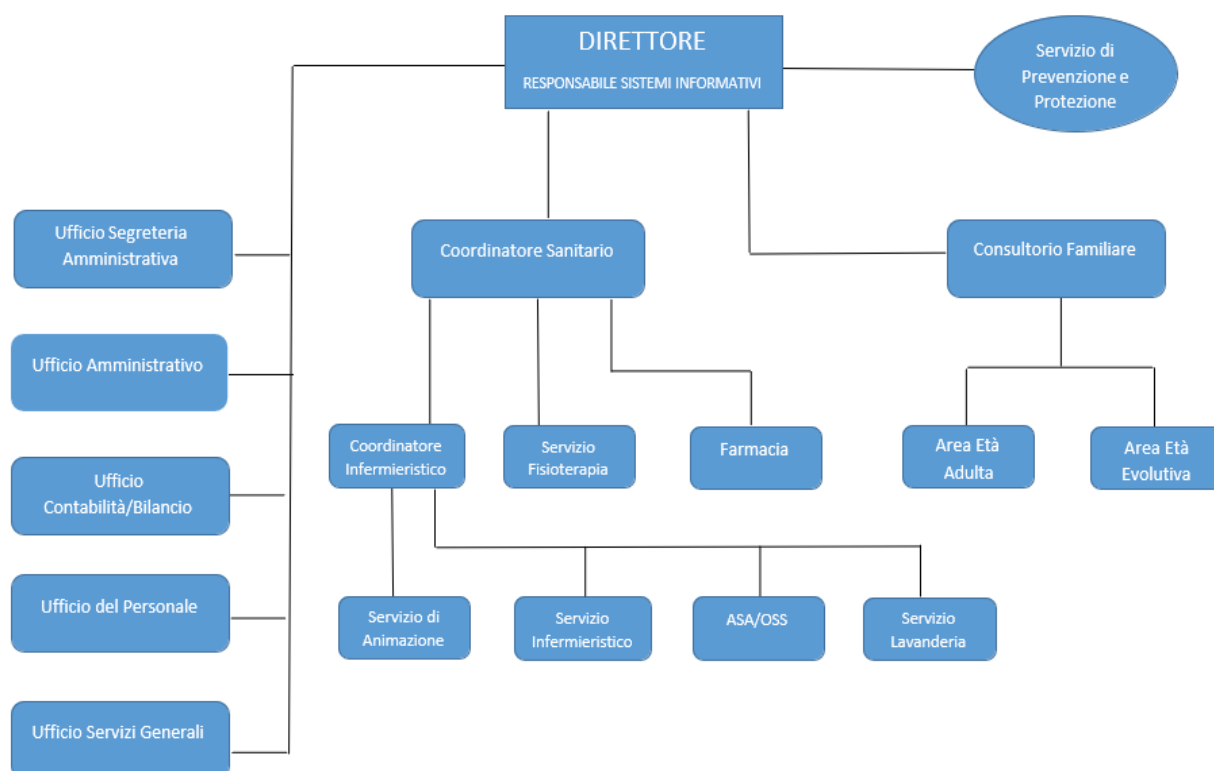 DIRETTORE
RESPONSABILE SISTEMI INFORMATIVI
Servizio di
Prevenzione e
Protezione
Ufficio Segreteria
Amministrativa
Coordinatore Sanitario
Consultorio Familiare
Ufficio Amministrativo
Coordinatore
Infermieristico
Servizio
Fisioterapia
Farmacia
Area Età
Adulta
Area Età
Evolutiva
Ufficio
Contabilità/Bilancio
Ufficio del Personale
Servizio di
Animazione
Servizio
Infermieristico
ASA/OSS
Servizio
Lavanderia
Ufficio Servizi Generali